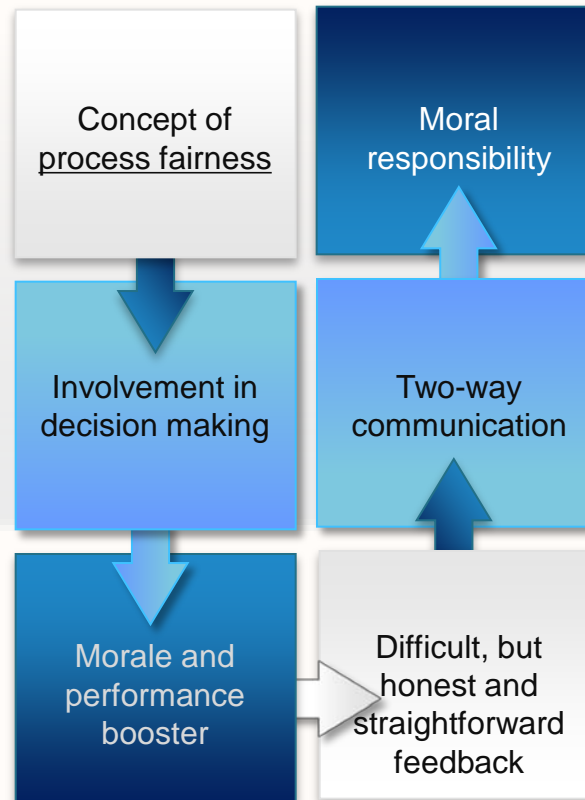 Concept of
process fairness
Involvement in
decision making
Morale and
performance
booster
Difficult, but
honest and
straightforward
feedback
Two-way
communication
Moral
responsibility